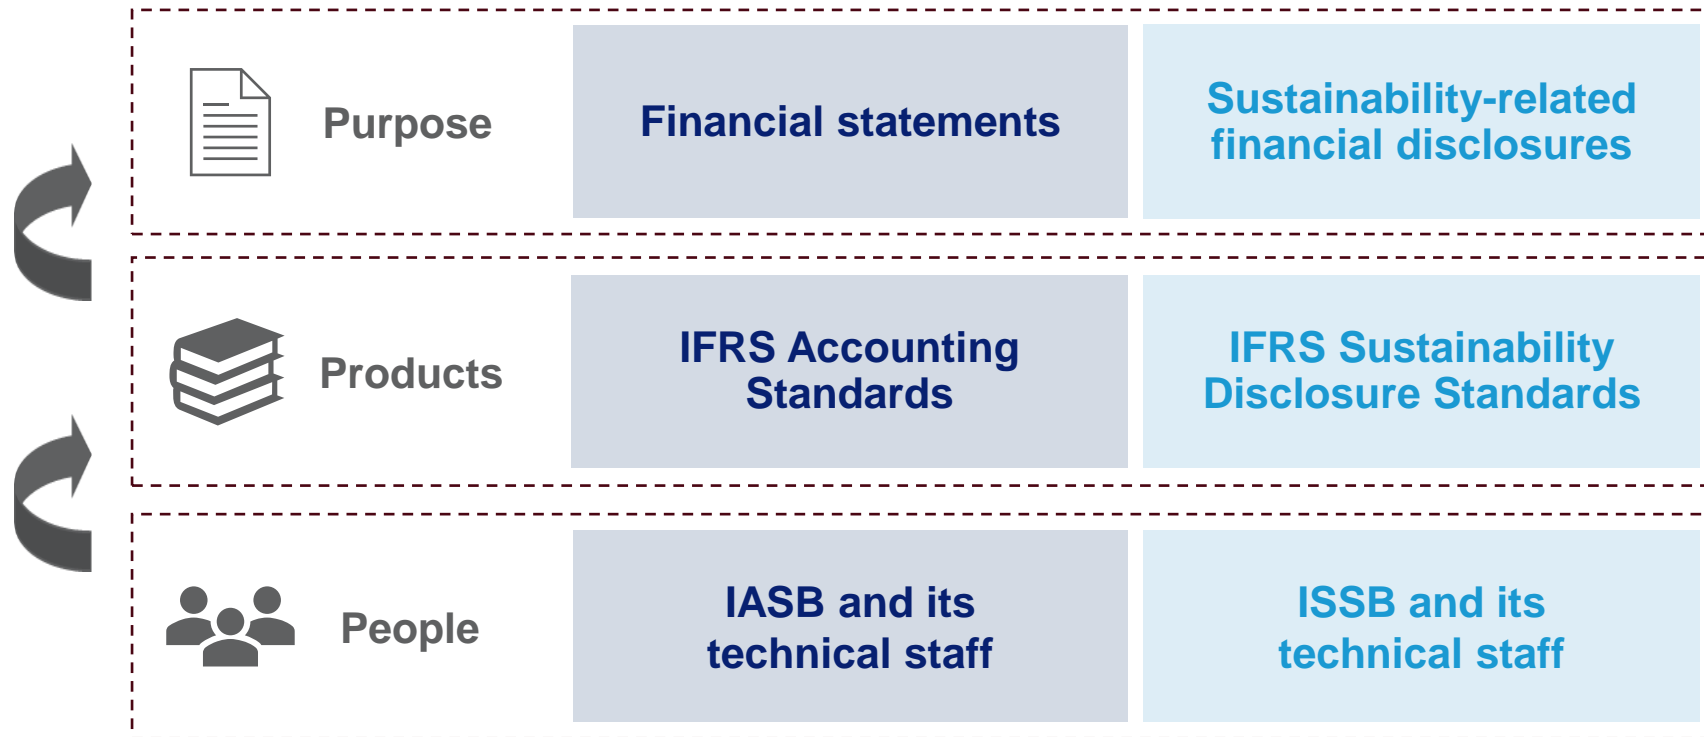 Purpose
Financial statements
Sustainability-related
financial disclosures
Products
IFRS Accounting
Standards
IFRS Sustainability
Disclosure Standards
People
IASB and its
technical staff
ISSB and its
technical staff